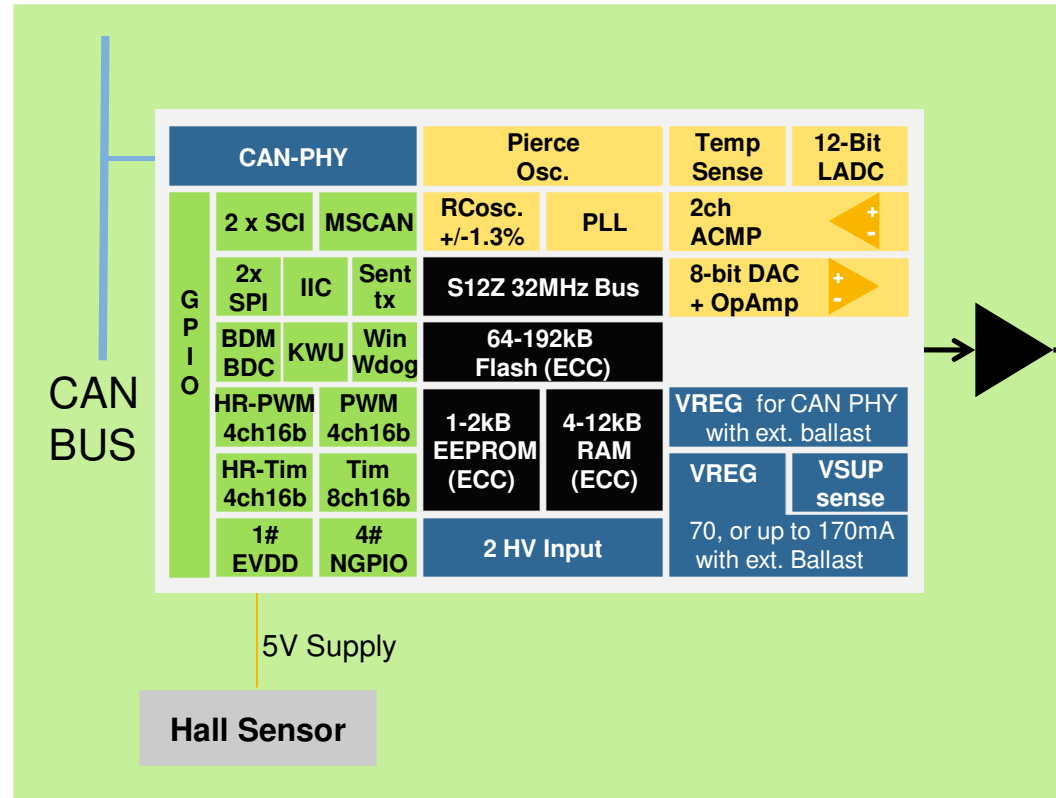 CAN-PHY
Pierce
Osc.
Temp
Sense
12-Bit
LADC
G
P
I
O
2 x SCI
MSCAN
RCosc.
+/-1.3%
PLL
2ch
ACMP
+
-
2x
SPI
IIC
Sent
tx
S12Z 32MHz Bus
8-bit DAC
+ OpAmp
+
-
BDM
BDC
KWU
Win
Wdog
64-192kB
Flash (ECC)
CAN
BUS
HR-PWM
4ch16b
PWM
4ch16b
1-2kB
EEPROM
(ECC)
4-12kB
RAM
(ECC)
VREG for CAN PHY
with ext. ballast
HR-Tim
4ch16b
Tim
8ch16b
VREG
VSUP
sense
1#
EVDD
4#
NGPIO
2 HV Input
70, or up to 170mA
with ext. Ballast
5V Supply
Hall Sensor